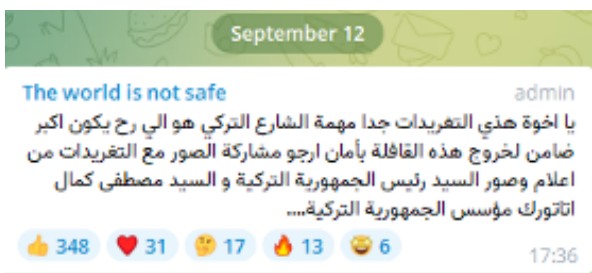 September 12
The world is not safe admin
يا اخوة هذي التغريدات جدا مهمة الشارع التركي هو الي رح يكون اكبر
ضامن لخروج هذه القافلة بأمان ارجو مشاركة الصور مع التغريدات من
اعلام وصور السيد رئيس الجمهورية التركية و السيد مصطفى كمال
اتاتورك مؤسس الجمهورية التركية....
348 31 17 13 6
17:36